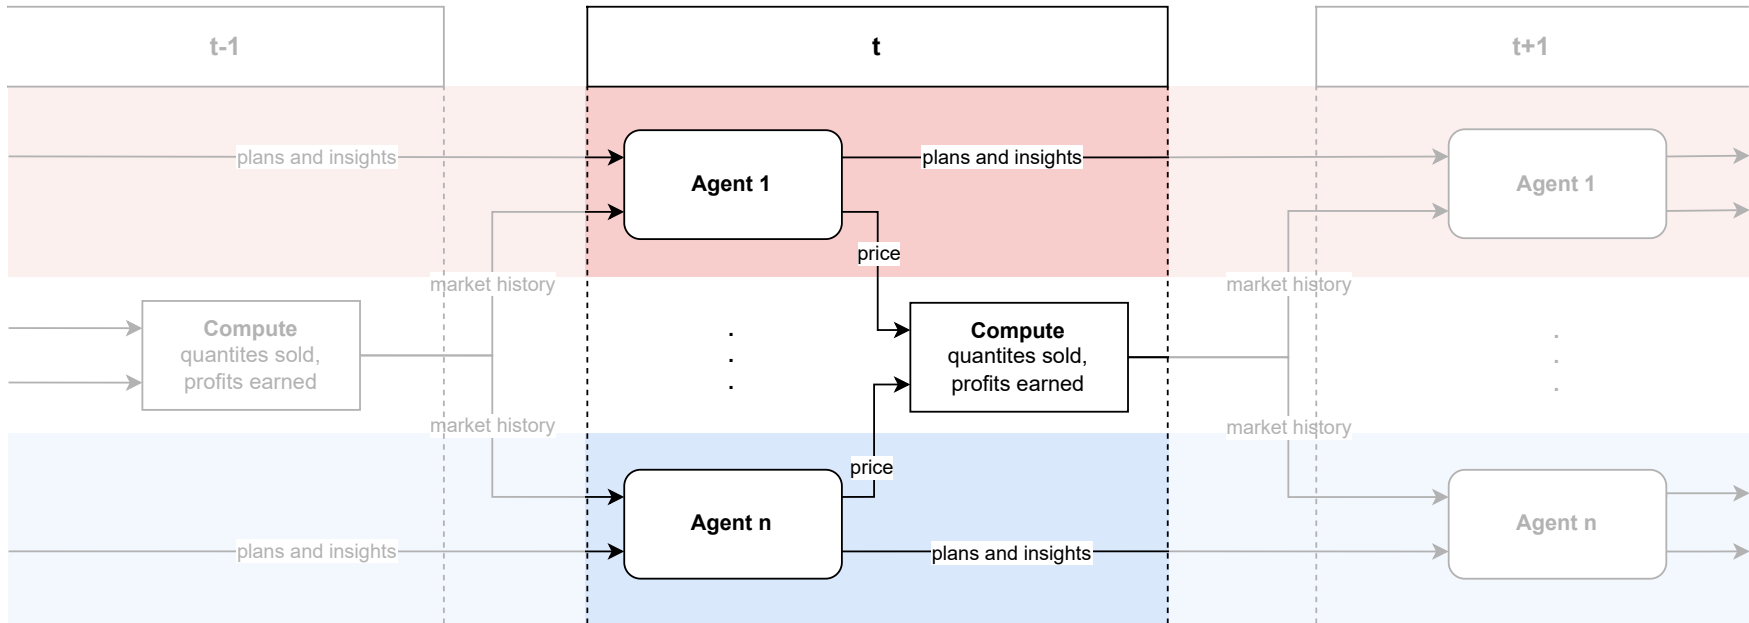 t-1
t
t+1
plans and insights
Agent 1
plans and insights
Agent 1
price
market history
market history
Compute
quantites sold,
profits earned
.
.
.
Compute
quantites sold,
profits earned
.
.
.
market history
market history
price
Agent n
Agent n
plans and insights
plans and insights